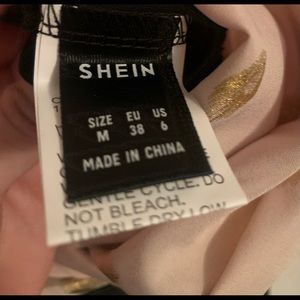 SHEIN
SIZE EU US
M 38 6
MADE IN CHINA
GENTLE CYCLE. DO
NOT BLEACH.
TUMBLE DRY LOW